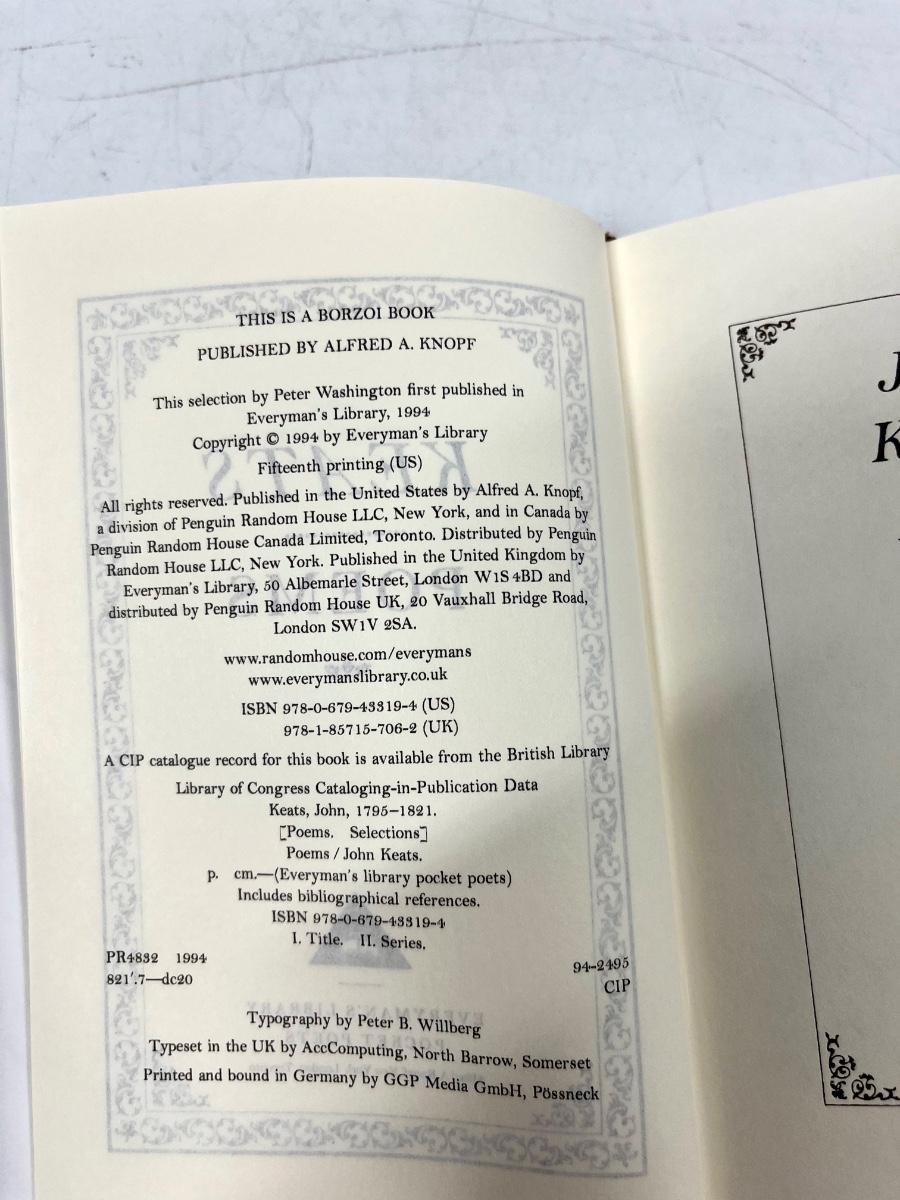 THIS IS A BORZOI BOOK
PUBLISHED BY ALFRED A. KNOPF
This selection by Peter Washington first published in
Everyman's Library, 1994
Copyright © 1994 by Everyman's Library
Fifteenth printing (US)
All rights reserved. Published in the United States by Alfred A. Knopf,
a division of Penguin Random House LLC, New York, and in Canada by
Penguin Random House Canada Limited, Toronto. Distributed by Penguin
Random House LLC, New York. Published in the United Kingdom by
Everyman's Library, 50 Albemarle Street, London W1S 4BD and
distributed by Penguin Random House UK, 20 Vauxhall Bridge Road,
London SW1V 2SA.
www.randomhouse.com/everymans
www.everymanslibrary.co.uk
ISBN 978-0-679-43319-4 (US)
978-1-85715-706-2 (UK)
A CIP catalogue record for this book is available from the British Library
Library of Congress Cataloging-in-Publication Data
Keats, John, 1795–1821.
[Poems. Selections]
Poems / John Keats.
p. cm.—(Everyman's library pocket poets)
Includes bibliographical references.
ISBN 978-0-679-43319-4
I. Title. II. Series.
PR4832 1994
94-2495
821'.7—dc20
CIP
Typography by Peter B. Willberg
Typeset in the UK by AccComputing, North Barrow, Somerset
Printed and bound in Germany by GGP Media GmbH, Pössneck
J
K